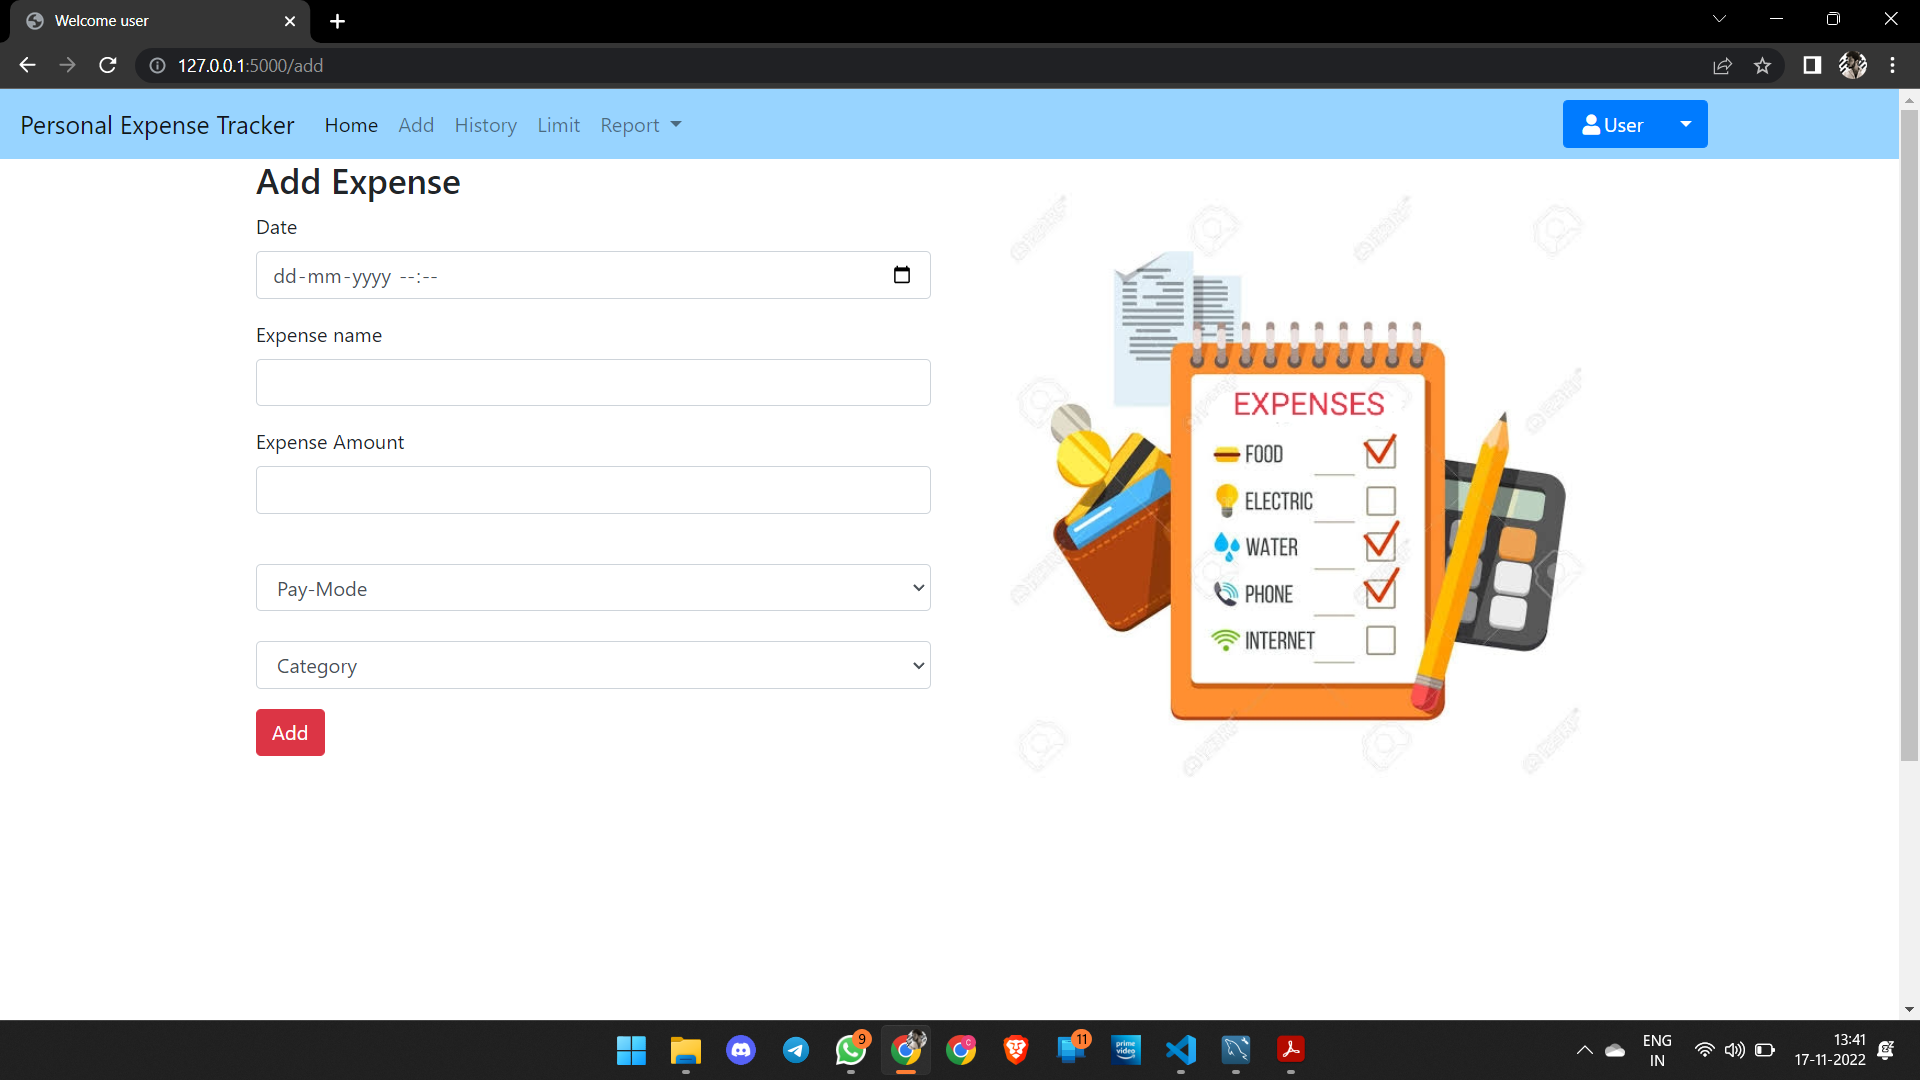 Welcome user
127.0.0.1:5000/add
Personal Expense Tracker Home Add History Limit Report User
Add Expense
Date
dd-mm-yyyy --:--
Expense name
Expense Amount
Pay-Mode
Category
Add
EXPENSES
FOOD
ELECTRIC
WATER
PHONE
INTERNET
9
C
11
prime
video
ENG
IN
13:41
17-11-2022